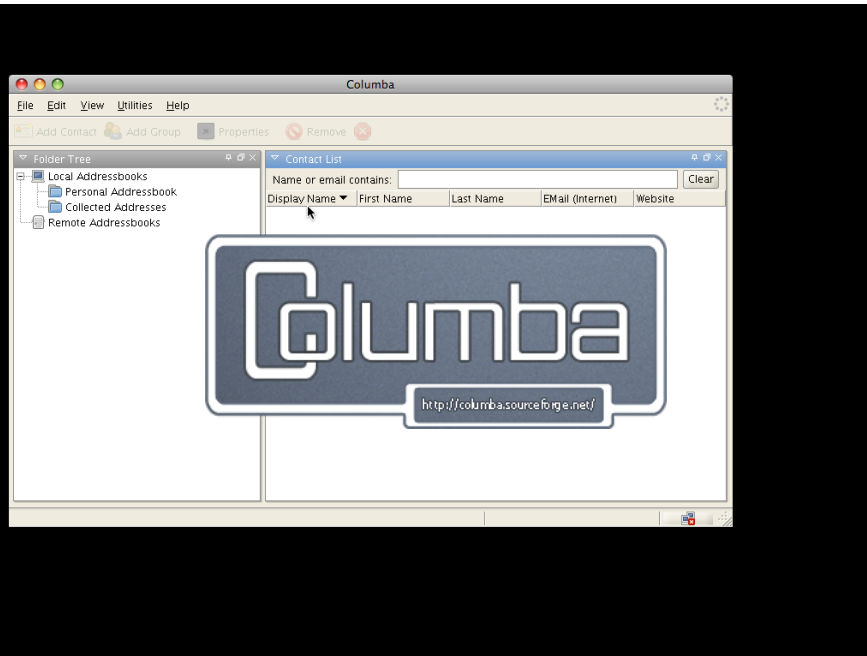 Columba
File Edit View Utilities Help
Add Contact Add Group Properties Remove
Folder Tree
Local Addressbooks
Personal Addressbook
Collected Addresses
Remote Addressbooks
Contact List
Name or email contains: Clear
Display Name First Name Last Name EMail (Internet) Website
Columba
http://columba.sourceforge.net/